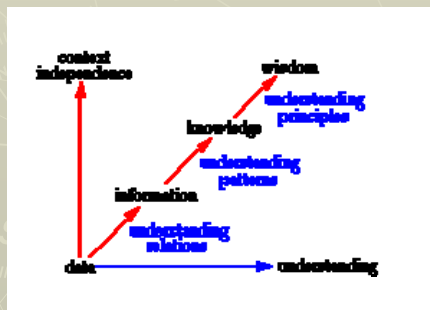 context
independence
wisdom
understanding
principles
knowledge
understanding
patterns
information
understanding
relations
data
understanding